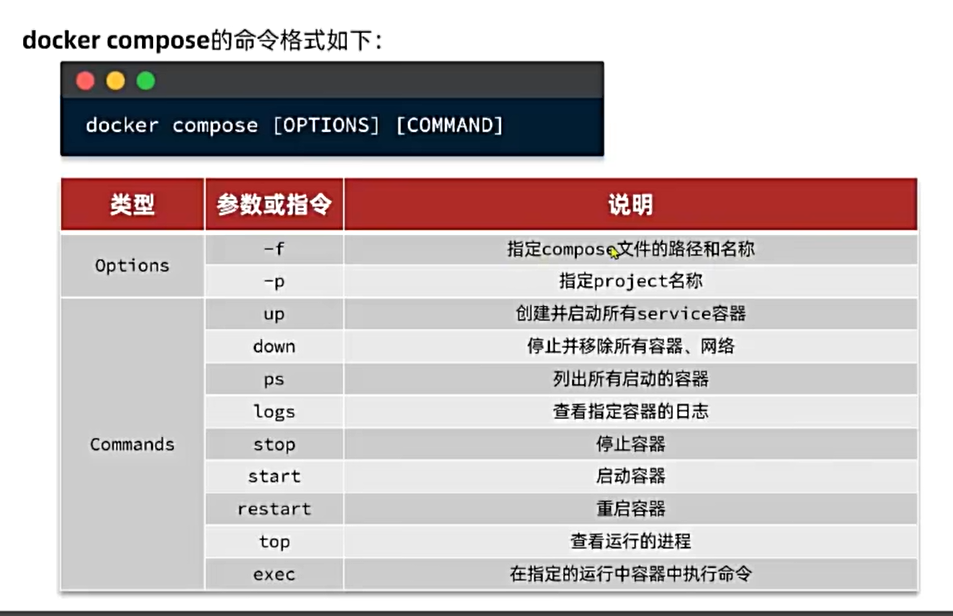 docker compose的命令格式如下：
docker compose [OPTIONS] [COMMAND]
类型 参数或指令 说明
Options
-f 指定compose文件的路径和名称
-p 指定project名称
Commands
up 创建并启动所有service容器
down 停止并移除所有容器、网络
ps 列出所有启动的容器
logs 查看指定容器的日志
stop 停止容器
start 启动容器
restart 重启容器
top 查看运行的进程
exec 在指定的运行中容器中执行命令